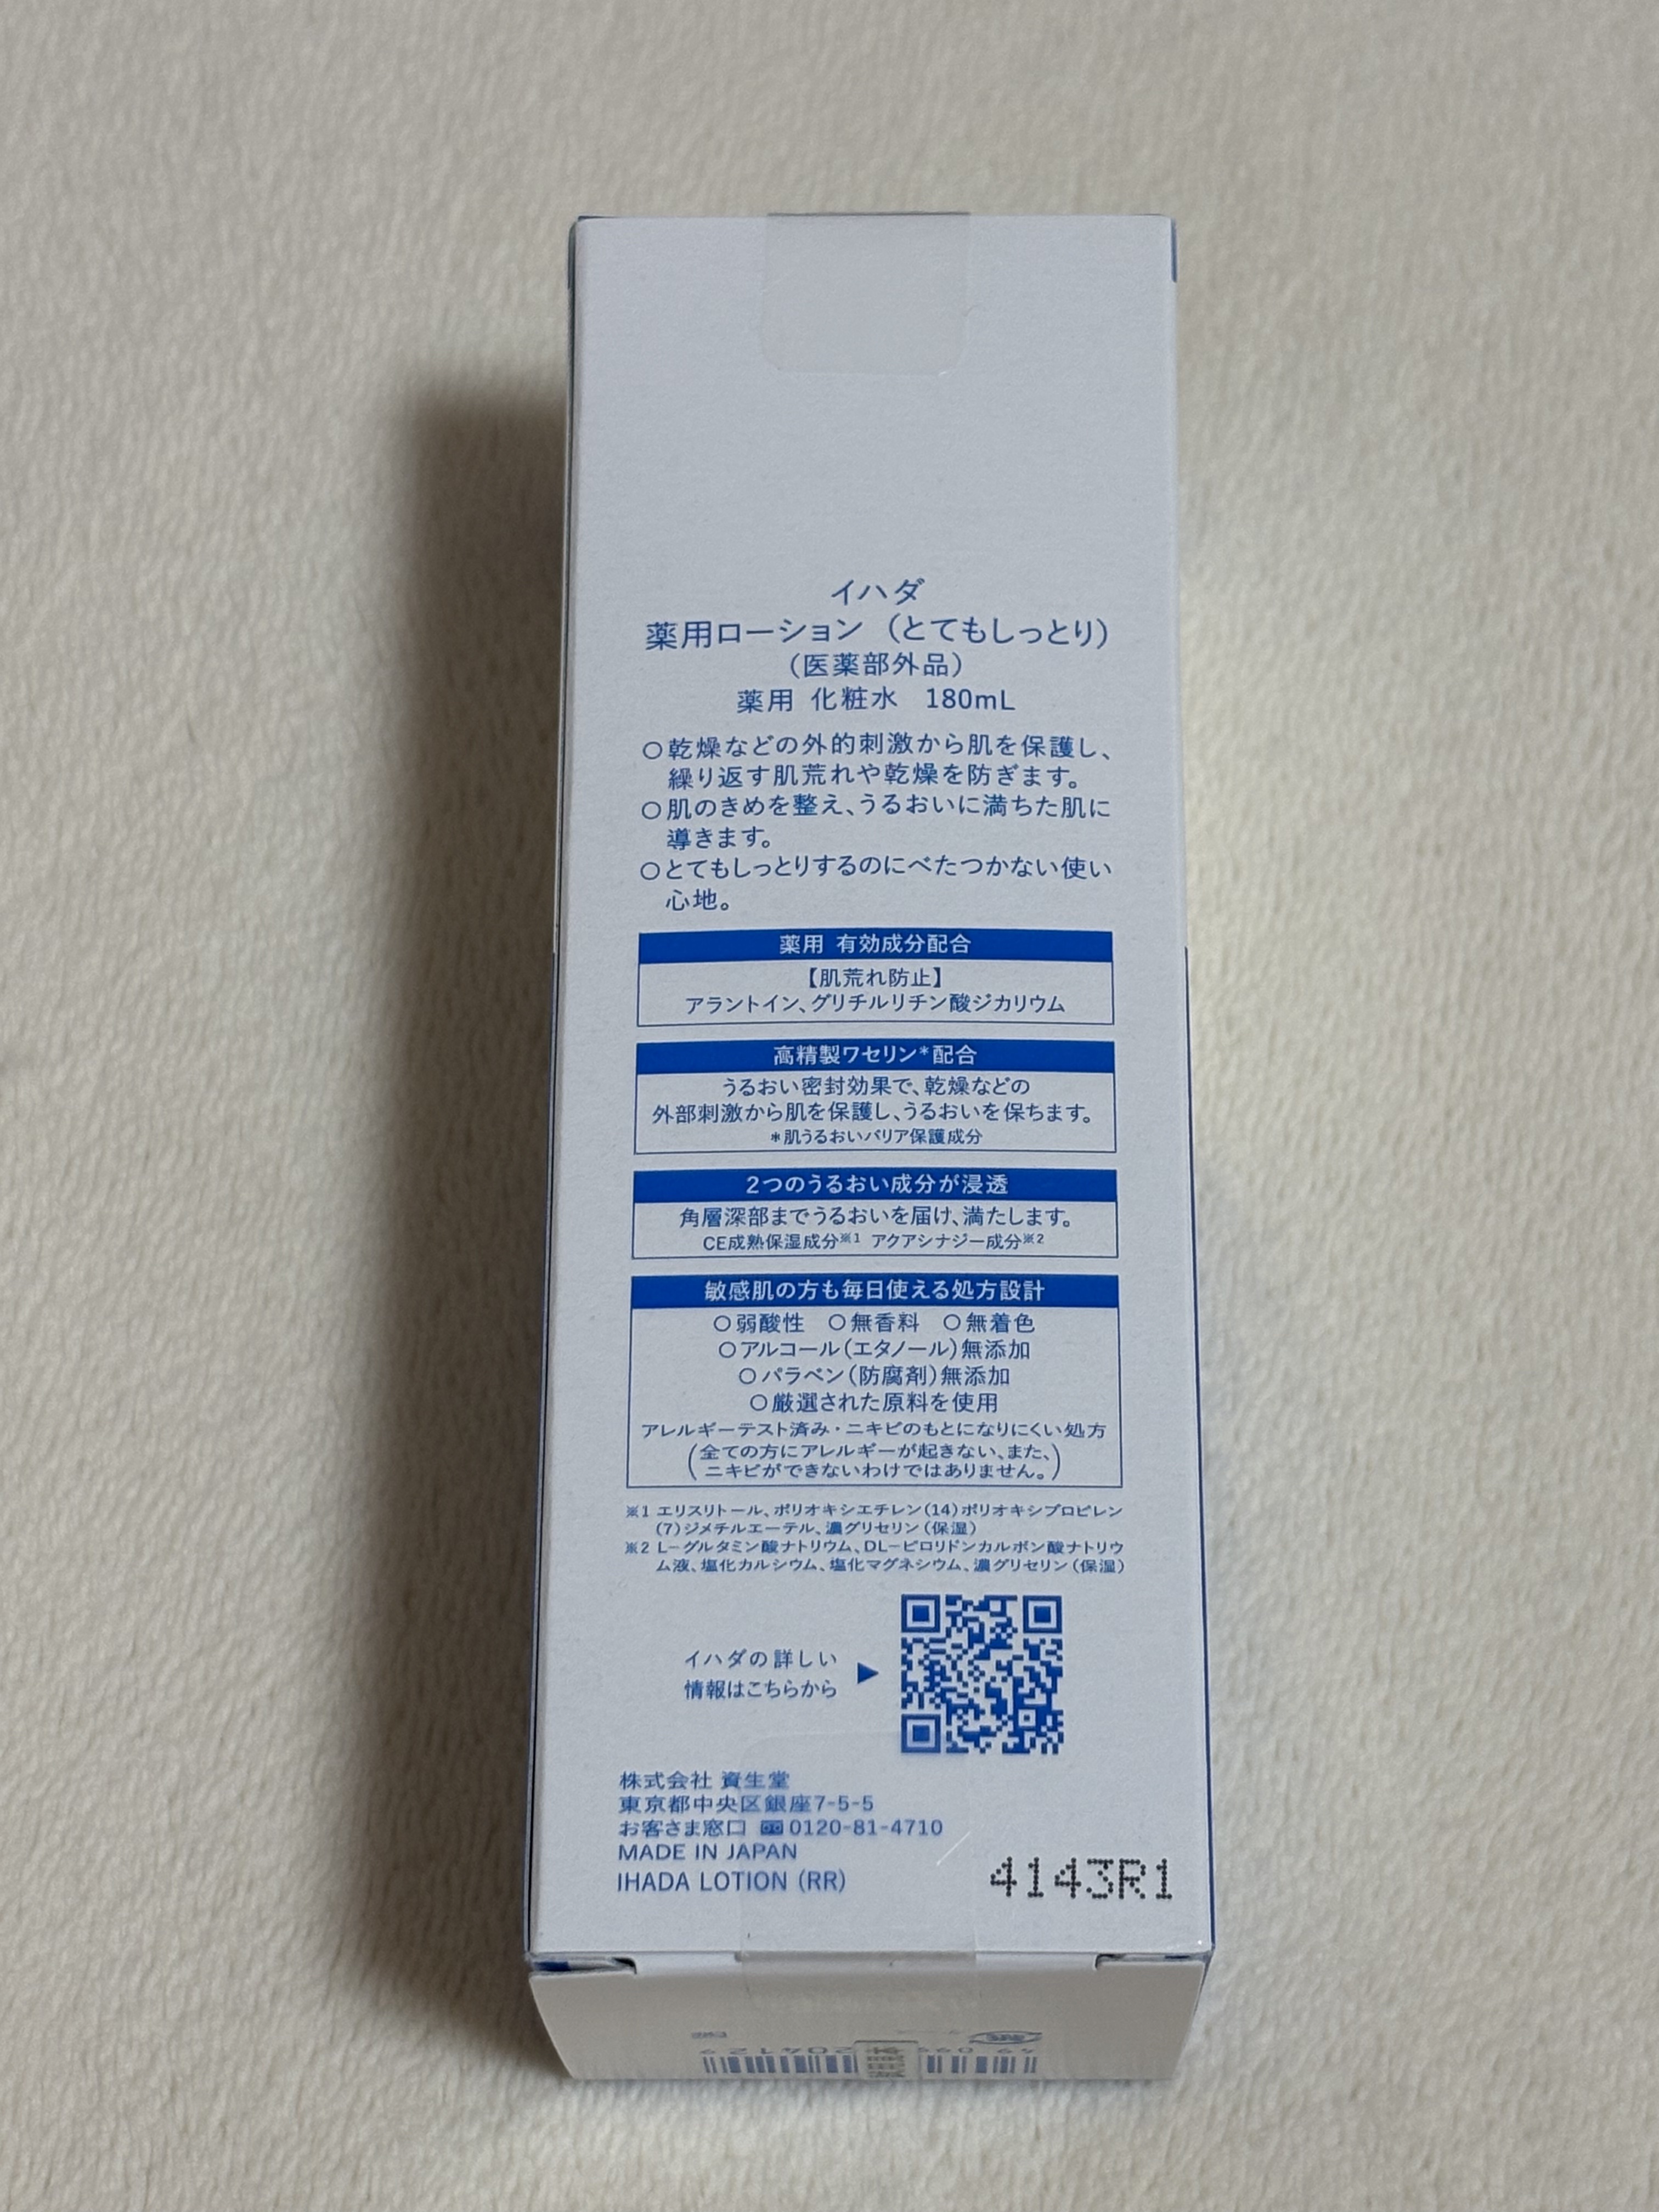 イハダ
薬用ローション（とてもしっとり）
（医薬部外品）
薬用 化粧水　180mL
○乾燥などの外的刺激から肌を保護し、
繰り返す肌荒れや乾燥を防ぎます。
○肌のきめを整え、うるおいに満ちた肌に
導きます。
○とてもしっとりするのにべたつかない使い
心地。
薬用 有効成分配合
【肌荒れ防止】
アラントイン、グリチルリチン酸ジカリウム
高精製ワセリン*配合
うるおい密封効果で、乾燥などの
外部刺激から肌を保護し、うるおいを保ちます。
*肌うるおいバリア保護成分
2つのうるおい成分が浸透
角層深部までうるおいを届け、満たします。
CE成熟保湿成分※1 アクアシナジー成分※2
敏感肌の方も毎日使える処方設計
○弱酸性　○無香料　○無着色
○アルコール（エタノール）無添加
○パラベン（防腐剤）無添加
○厳選された原料を使用
アレルギーテスト済み・ニキビのもとになりにくい処方
（全ての方にアレルギーが起きない、また、
ニキビができないわけではありません。）
※1 エリスリトール、ポリオキシエチレン（14）ポリオキシプロピレン
（7）ジメチルエーテル、濃グリセリン（保湿）
※2 L－グルタミン酸ナトリウム、DL－ピロリドンカルボン酸ナトリウ
ム液、塩化カルシウム、塩化マグネシウム、濃グリセリン（保湿）
イハダの詳しい
情報はこちらから
株式会社 資生堂
東京都中央区銀座7-5-5
お客さま窓口 0120-81-4710
MADE IN JAPAN
IHADA LOTION (RR)
4143R1